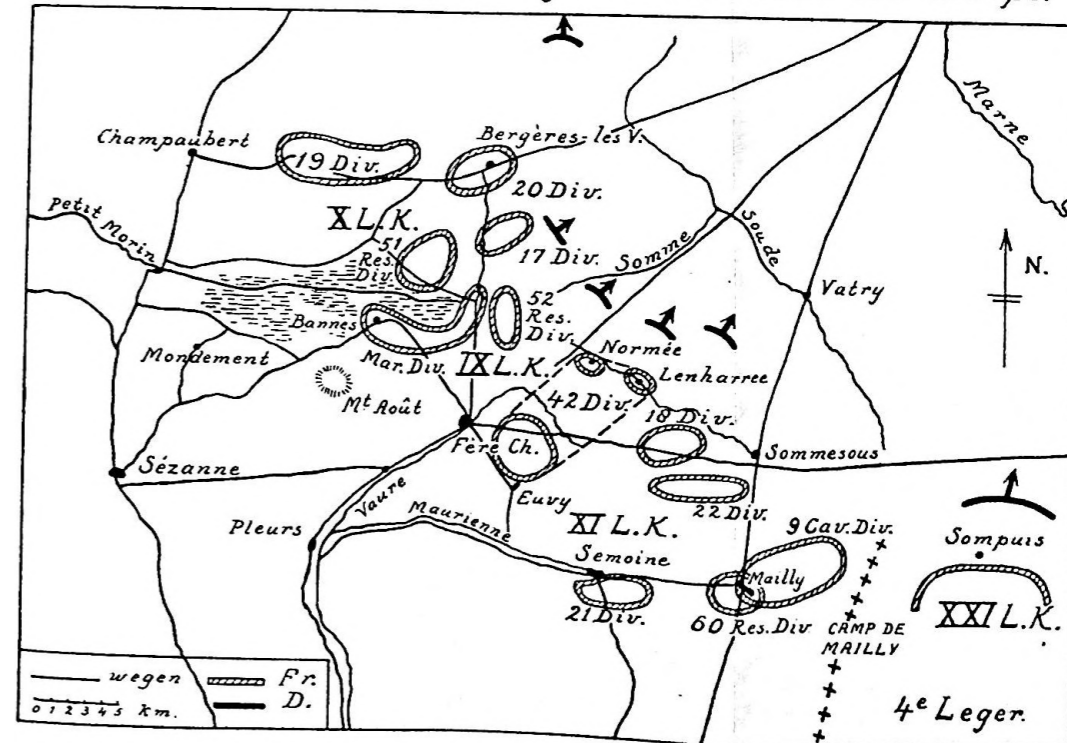 Marne
Champaubert
19 Div.
Bergères-les V.
20 Div.
X L.K.
Petit Morin
51
Res.
Div.
17 Div.
Somme
Soude
N.
52
Res.
Div.
Vatry
Bannes
Mar. Div.
IX L.K.
Normée
Lenharree
Mondement
Mt Août
42 Div.
18 Div.
Fère Ch.
Sommesous
Sézanne
Euvy
22 Div.
Vaure
Maurienne
XI L.K.
9 Cav. Div.
Pleurs
Semoine
Mailly
Sompuis
21 Div.
60 Res. Div.
CAMP DE
MAILLY
XXI L.K.
wegen
Fr.
0 1 2 3 4 5 km.
D.
4e Leger.